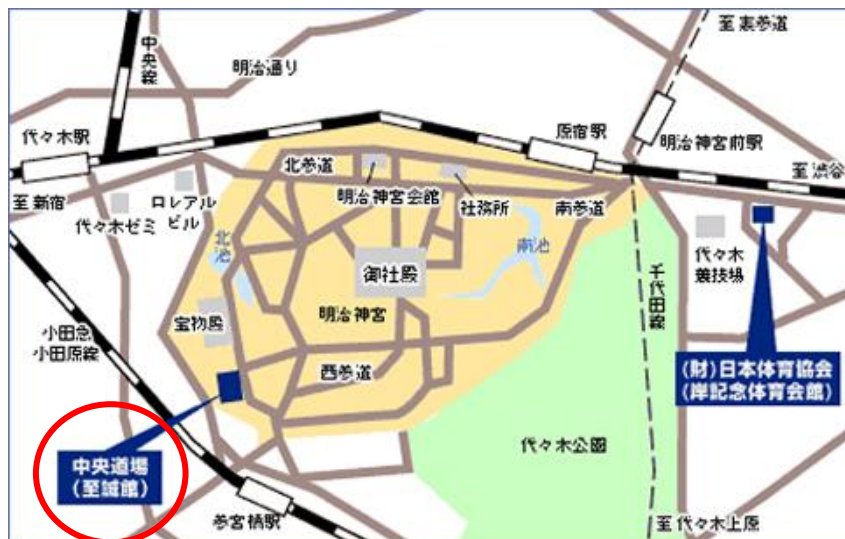 至表参道
中央線
明治通り
代々木駅
原宿駅
明治神宮前駅
北参道
至渋谷
明治神宮会館
社務所
南参道
至新宿
ロレアル
ビル
代々木ゼミ
北池
南池
代々木
競技場
御社殿
千代田線
宝物殿
明治神宮
小田急
小田原線
西参道
(財)日本体育協会
(岸記念体育会館)
代々木公園
中央道場
(至誠館)
参宮橋駅
至代々木上原